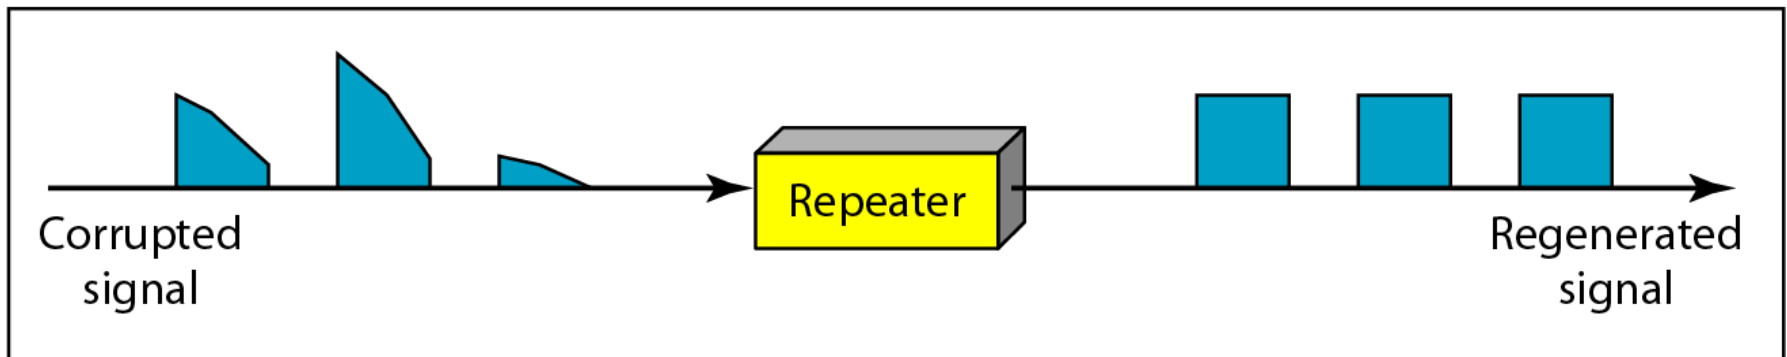 Repeater
Corrupted
signal
Regenerated
signal